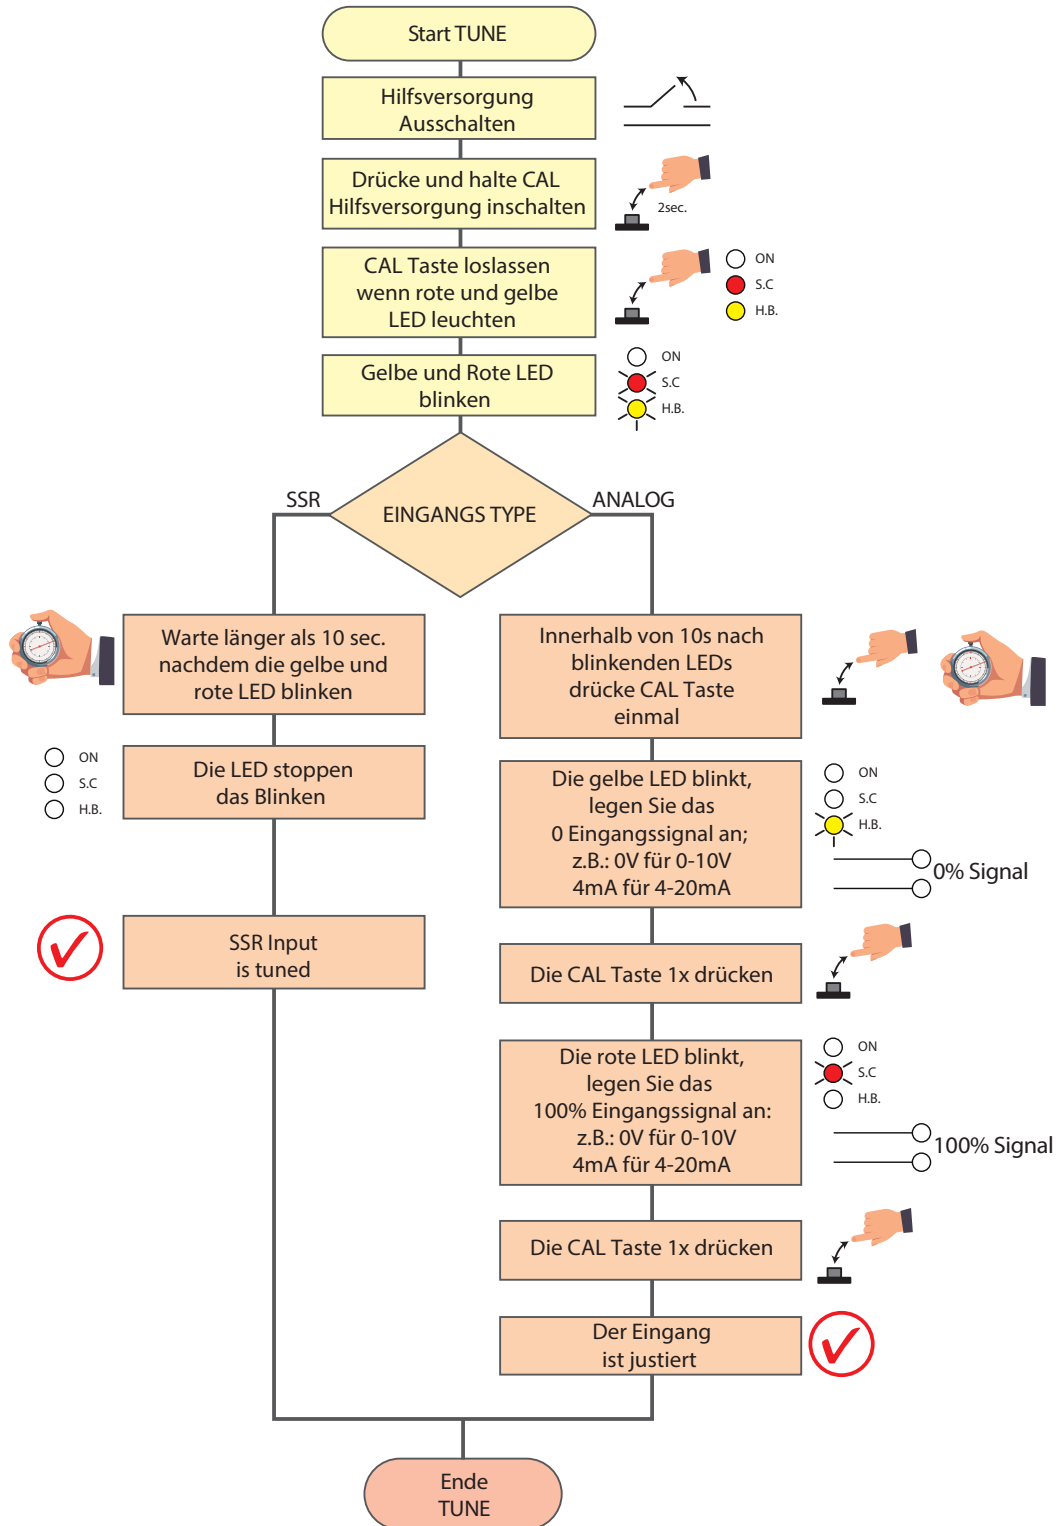 Start TUNE
Hilfsversorgung
Ausschalten
Drücke und halte CAL
Hilfsversorgung inschalten
2sec.
CAL Taste loslassen
wenn rote und gelbe
LED leuchten
ON
S.C
H.B.
Gelbe und Rote LED
blinken
ON
S.C
H.B.
SSR
EINGANGS TYPE
ANALOG
Warte länger als 10 sec.
nachdem die gelbe und
rote LED blinken
ON
S.C
H.B.
Die LED stoppen
das Blinken
SSR Input
is tuned
Innerhalb von 10s nach
blinkenden LEDs
drücke CAL Taste
einmal
Die gelbe LED blinkt,
legen Sie das
0 Eingangssignal an;
z.B.: 0V für 0-10V
4mA für 4-20mA
ON
S.C
H.B.
0% Signal
Die CAL Taste 1x drücken
Die rote LED blinkt,
legen Sie das
100% Eingangssignal an:
z.B.: 0V für 0-10V
4mA für 4-20mA
ON
S.C
H.B.
100% Signal
Die CAL Taste 1x drücken
Der Eingang
ist justiert
Ende
TUNE